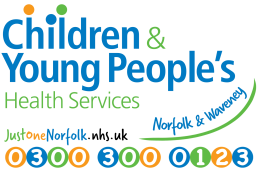 Children &
Young People's
Health Services
Norfolk & Waveney
JustoneNorfolk.nhs.uk
0300 300 0123